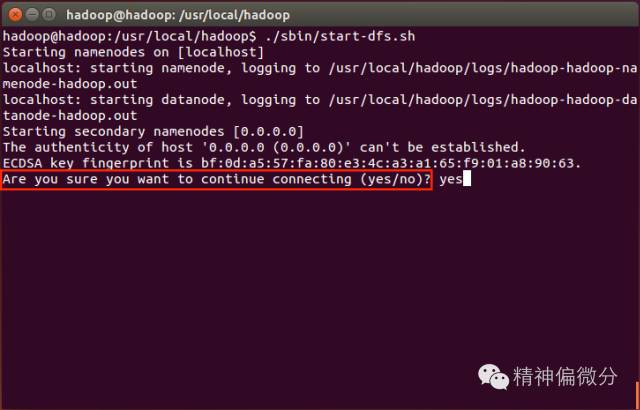 hadoop@hadoop: /usr/local/hadoop
hadoop@hadoop:/usr/local/hadoop$ ./sbin/start-dfs.sh
Starting namenodes on [localhost]
localhost: starting namenode, logging to /usr/local/hadoop/logs/hadoop-hadoop-na
menode-hadoop.out
localhost: starting datanode, logging to /usr/local/hadoop/logs/hadoop-hadoop-da
tanode-hadoop.out
Starting secondary namenodes [0.0.0.0]
The authenticity of host '0.0.0.0 (0.0.0.0)' can't be established.
ECDSA key fingerprint is bf:0d:a5:57:fa:80:e3:4c:a3:a1:65:f9:01:a8:90:63.
Are you sure you want to continue connecting (yes/no)? yes
精神偏微分